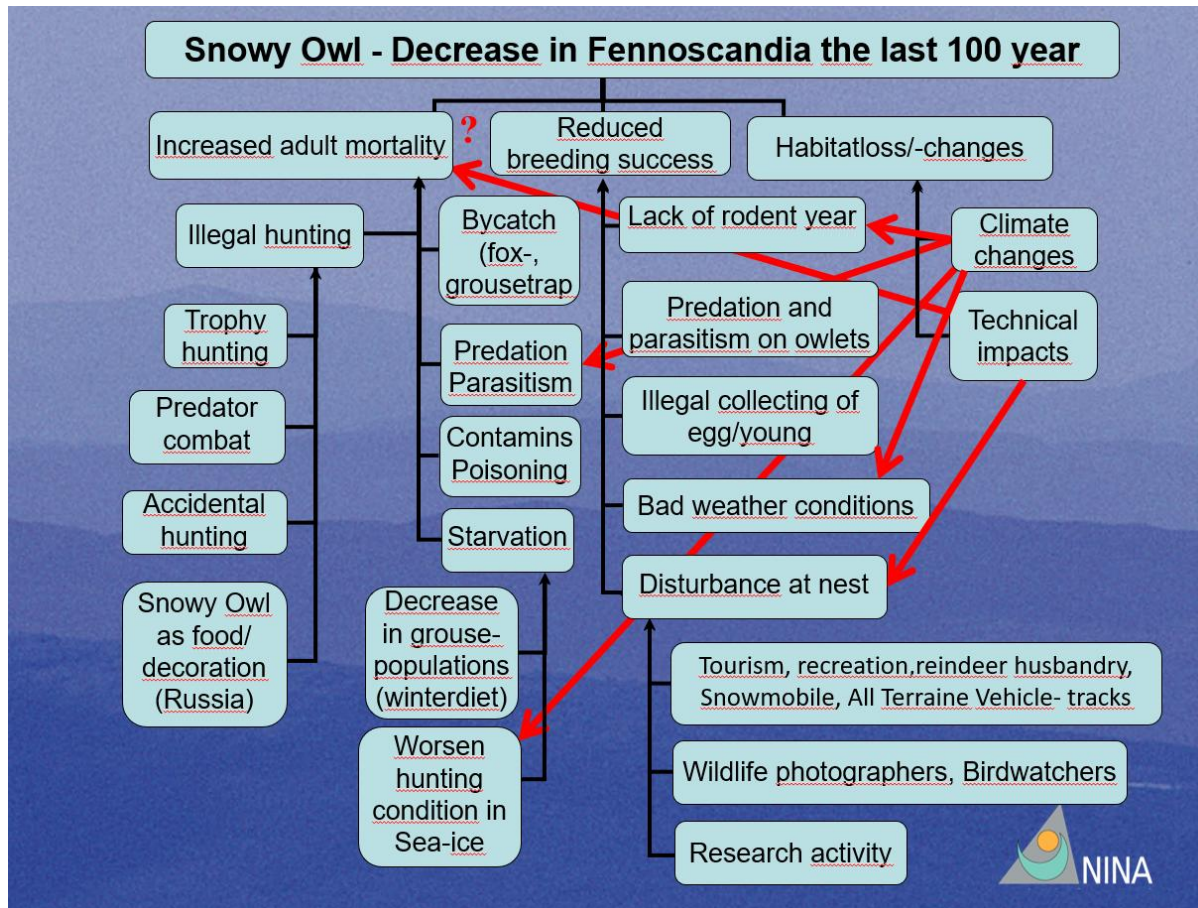 Snowy Owl - Decrease in Fennoscandia the last 100 year
Increased adult mortality
?
Reduced
breeding success
Habitatloss/-changes
Illegal hunting
Trophy
hunting
Predator
combat
Accidental
hunting
Snowy Owl
as food/
decoration
(Russia)
Bycatch
(fox-,
grousetrap
Predation
Parasitism
Contamins
Poisoning
Starvation
Decrease
in grouse-
populations
(winterdiet)
Worsen
hunting
condition in
Sea-ice
Lack of rodent year
Predation and
parasitism on owlets
Illegal collecting of
egg/young
Bad weather conditions
Disturbance at nest
Tourism, recreation,reindeer husbandry,
Snowmobile, All Terraine Vehicle- tracks
Wildlife photographers, Birdwatchers
Research activity
Climate
changes
Technical
impacts
NINA